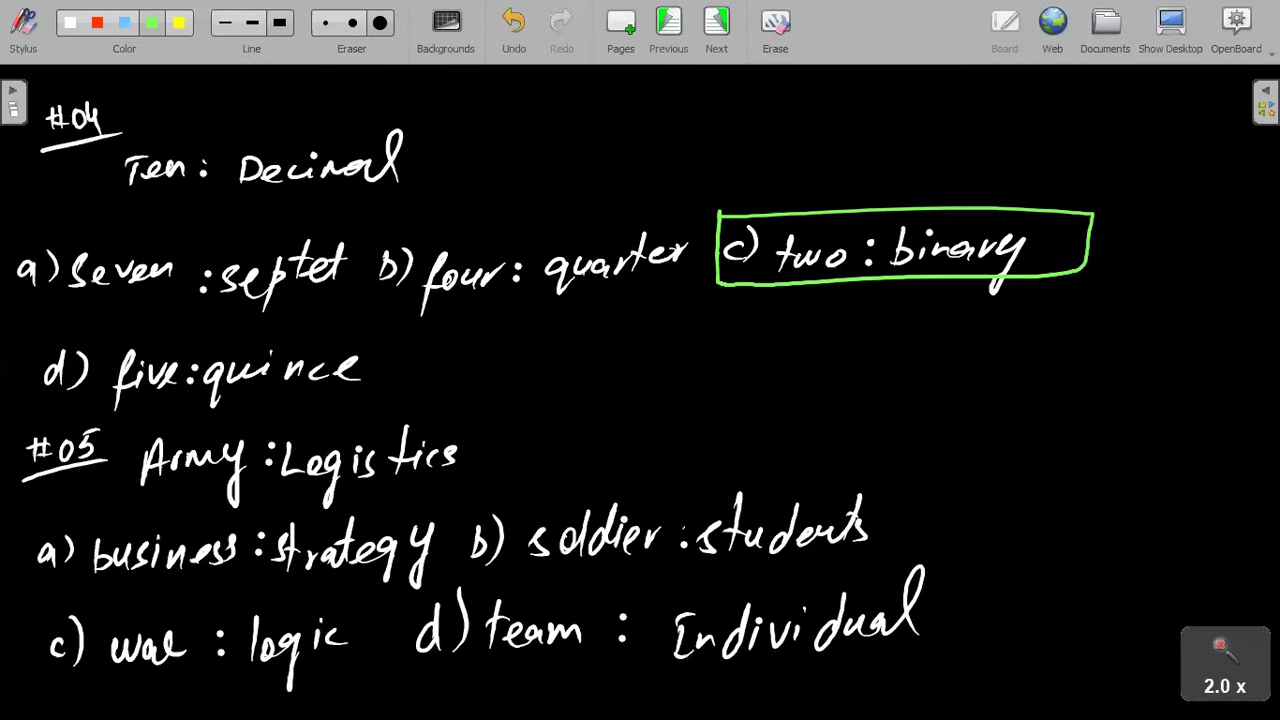 Stylus Color Line Eraser Backgrounds Undo Redo Pages Previous Next Erase Board Web Documents Show Desktop OpenBoard
#04
Ten: Decimal
a) seven : septet b) four: quarter c) two: binary
d) five: quince
#05 Army : Logistics
a) business : strategy b) soldier : students
c) war : logic d) team : Individual
2.0 x